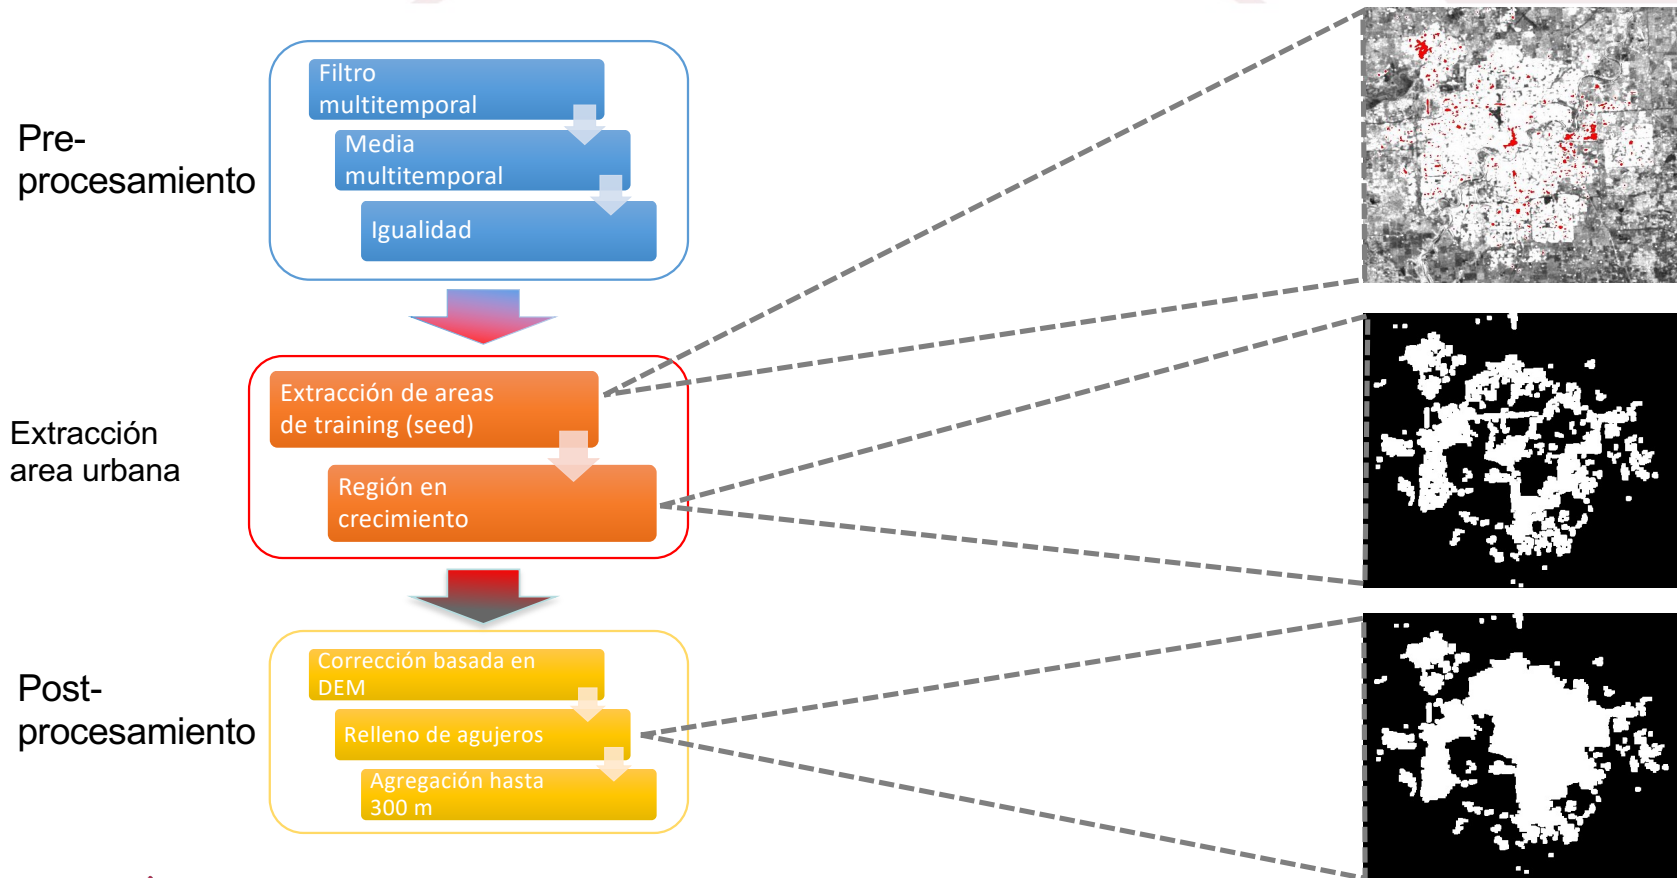 Pre-
procesamiento
Filtro
multitemporal
Media
multitemporal
Igualidad
Extracción
area urbana
Extracción de areas
de training (seed)
Región en
crecimiento
Post-
procesamiento
Corrección basada en
DEM
Relleno de agujeros
Agregación hasta
300 m